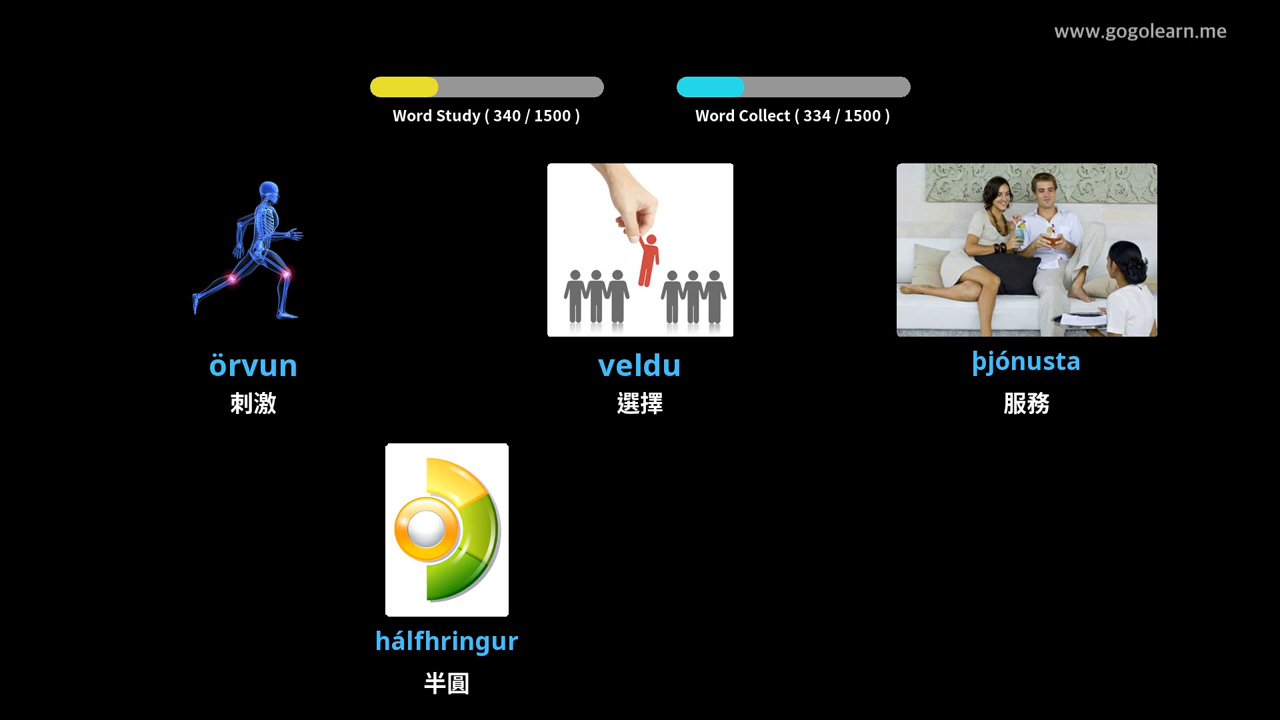 www.gogolearn.me
Word Study ( 340 / 1500 )
Word Collect ( 334 / 1500 )
örvun
veldu
þjónusta
刺激
選擇
服務
hálfhringur
半圓